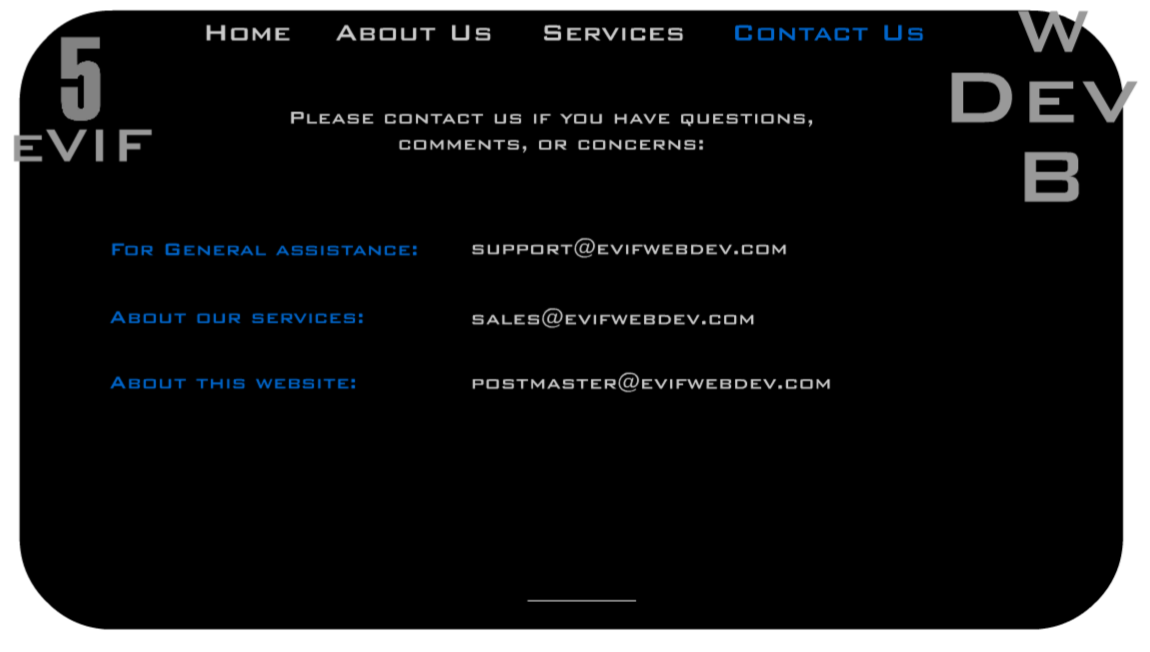 Home About Us Services Contact Us
5
eVIF
W
Dev
B
Please contact us if you have questions,
comments, or concerns:
For General assistance: support@evifwebdev.com
About our services: sales@evifwebdev.com
About this website: postmaster@evifwebdev.com